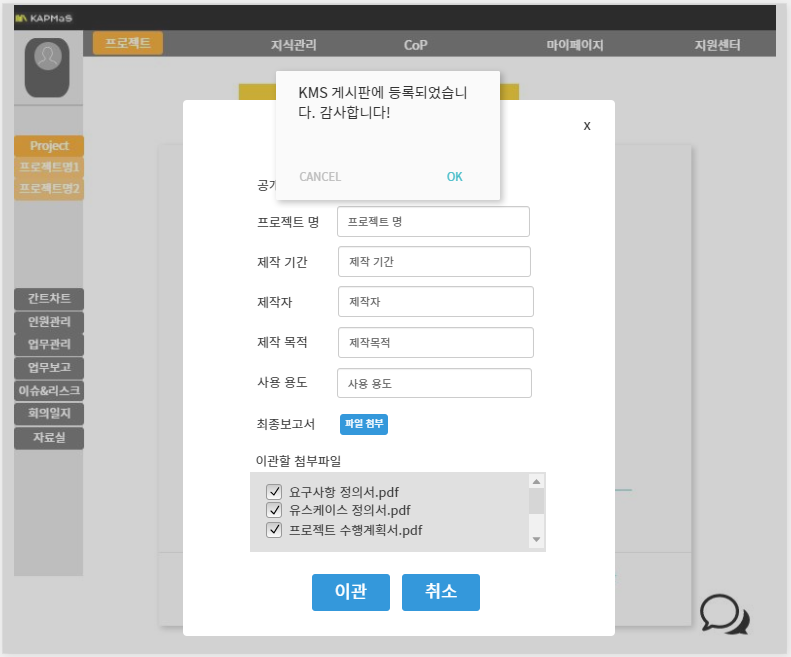 KAPMaS
프로젝트
지식관리
CoP
마이페이지
지원센터
KMS 게시판에 등록되었습니
다. 감사합니다!
CANCEL
OK
x
Project
프로젝트명1
프로젝트명2
간트차트
인원관리
업무관리
업무보고
이슈&리스크
회의일지
자료실
프로젝트 명
프로젝트 명
제작 기간
제작 기간
제작자
제작자
제작 목적
제작목적
사용 용도
사용 용도
최종보고서
파일 첨부
이관할 첨부파일
요구사항 정의서.pdf
유스케이스 정의서.pdf
프로젝트 수행계획서.pdf
이관
취소